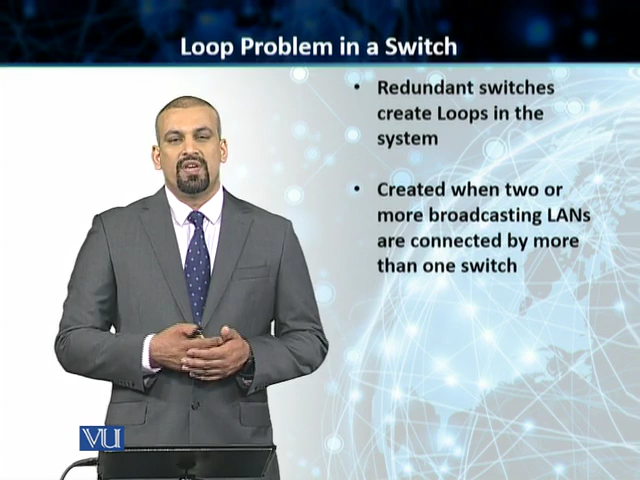 Loop Problem in a Switch
• Redundant switches
create Loops in the
system
• Created when two or
more broadcasting LANs
are connected by more
than one switch
VU